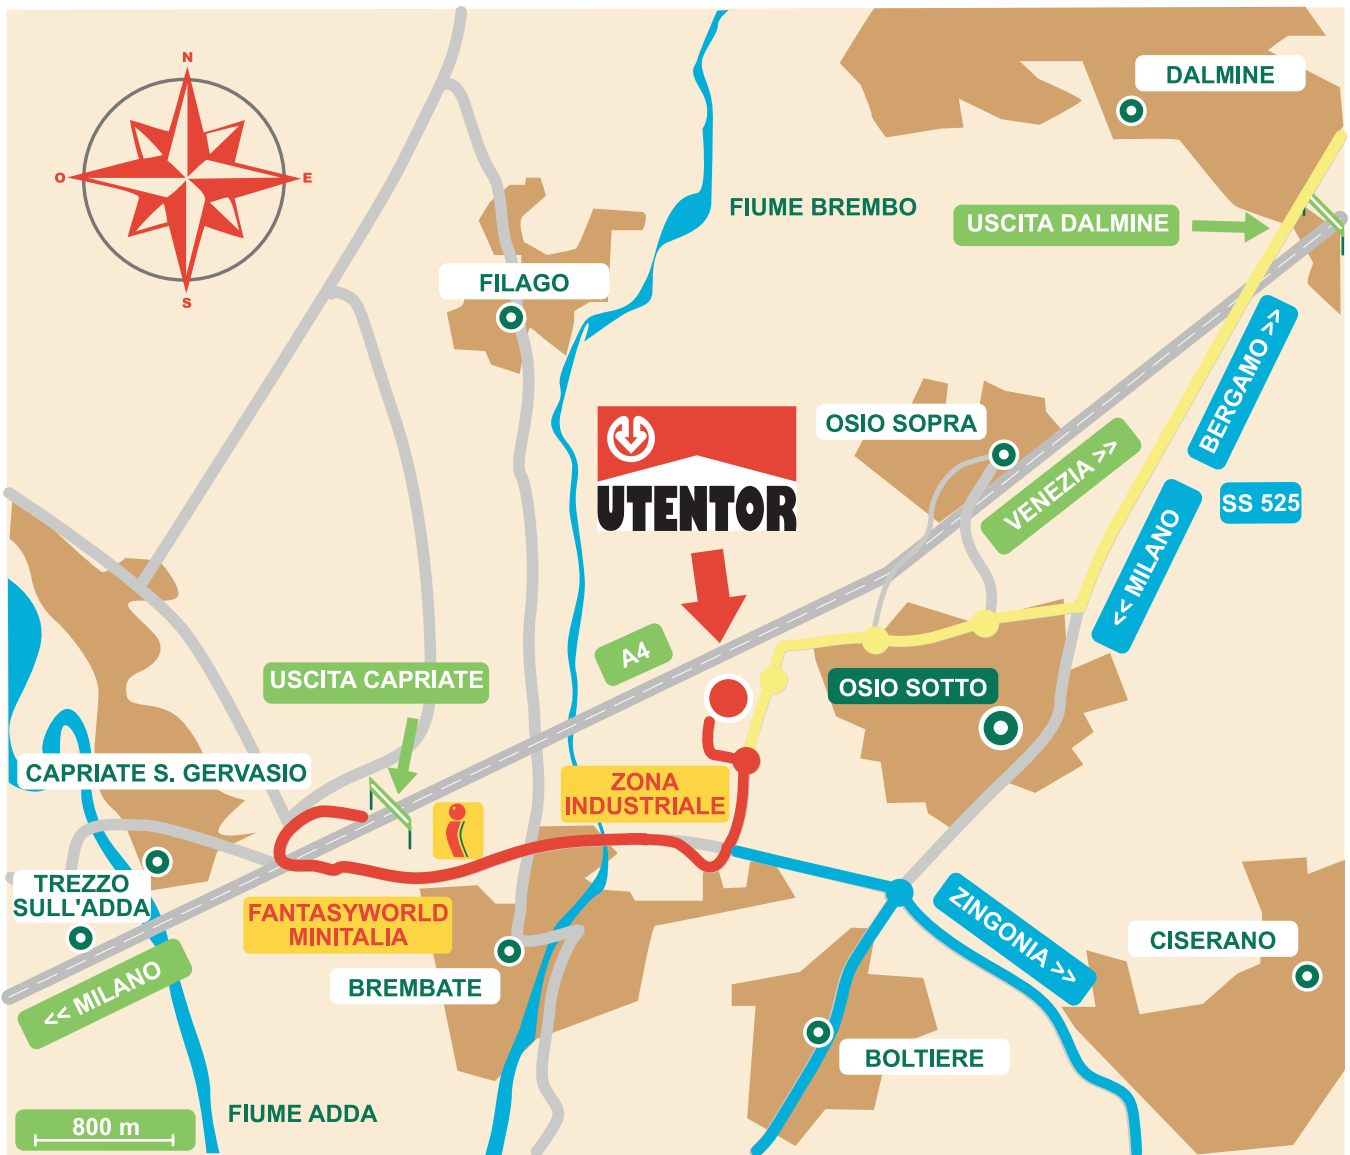 N
DALMINE
O
E
FIUME BREMBO
USCITA DALMINE
FILAGO
S
BERGAMO >>
OSIO SOPRA
VENEZIA >>
SS 525
UTENTOR
<< MILANO
A4
USCITA CAPRIATE
OSIO SOTTO
CAPRIATE S. GERVASIO
ZONA
INDUSTRIALE
TREZZO
SULL'ADDA
FANTASYWORLD
MINITALIA
ZINGONIA >>
CISERANO
<< MILANO
BREMBATE
BOLTIERE
FIUME ADDA
800 m